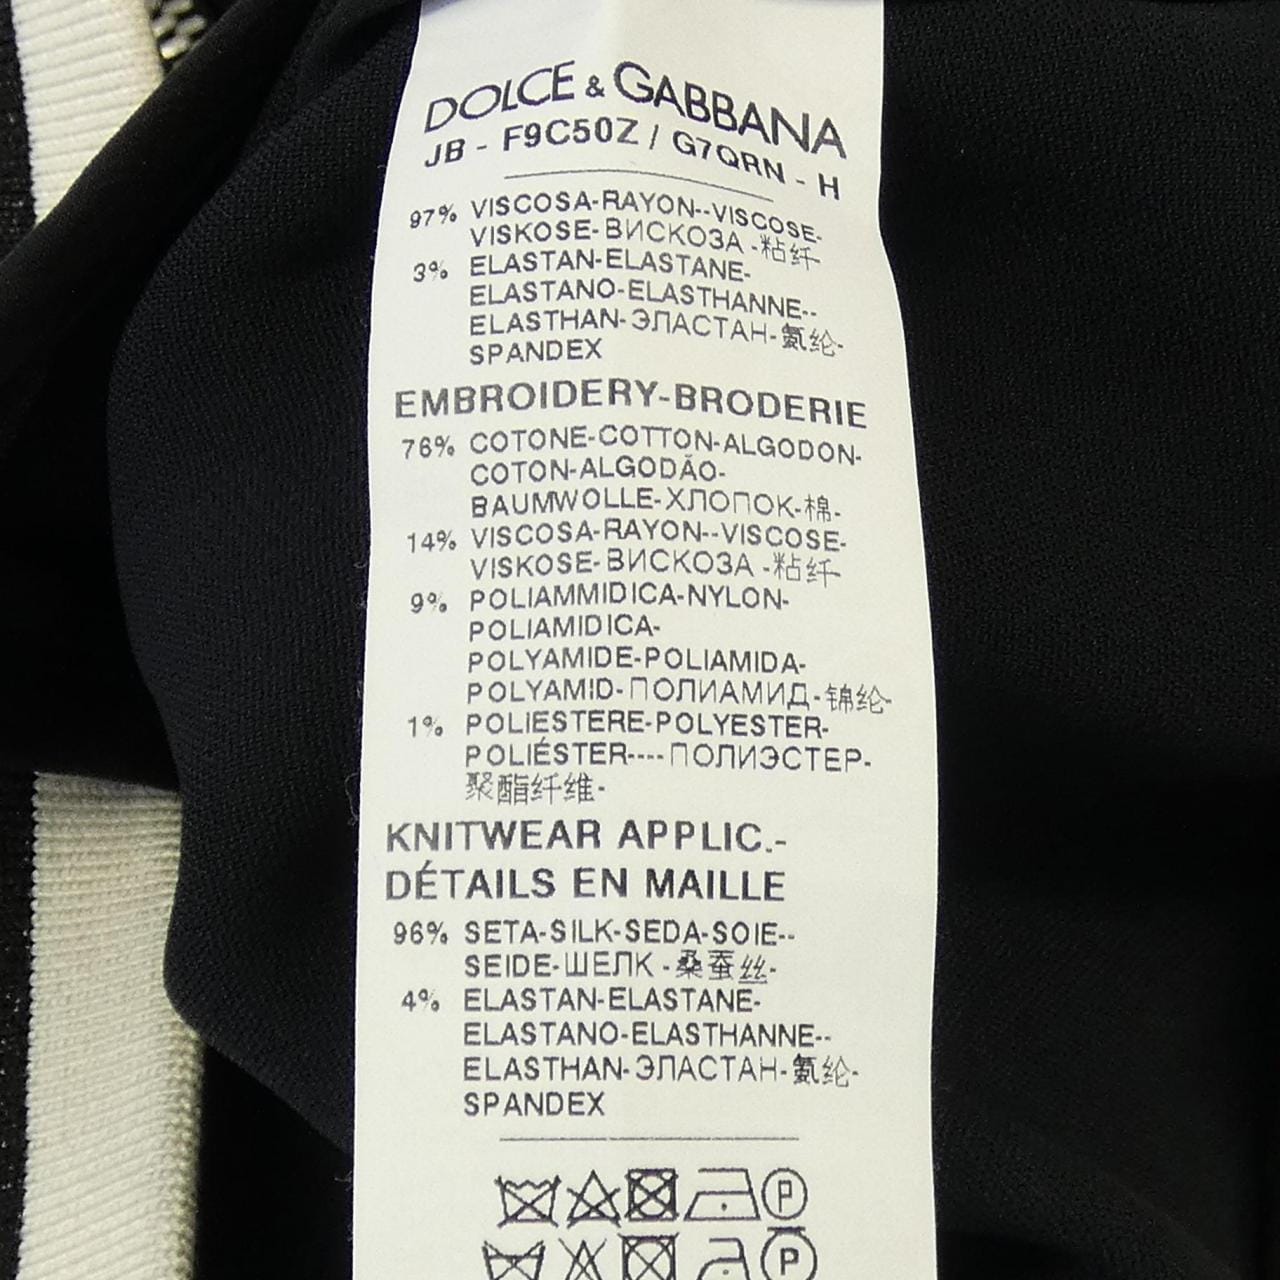 DOLCE & GABBANA
JB - F9C50Z / G7QRN - H
97% VISCOSA-RAYON--VISCOSE-
VISKOSE-ВИСКОЗА-粘纤-
3% ELASTAN-ELASTANE-
ELASTANO-ELASTHANNE--
ELASTHAN-ЭЛАСТАН-氨纶-
SPANDEX
EMBROIDERY-BRODERIE
76% COTONE-COTTON-ALGODON-
COTON-ALGODÃO-
BAUMWOLLE-ХЛОПОК-棉-
14% VISCOSA-RAYON--VISCOSE-
VISKOSE-ВИСКОЗА-粘纤-
9% POLIAMMIDICA-NYLON-
POLIAMIDICA-
POLYAMIDE-POLIAMIDA-
POLYAMID-ПОЛИАМИД-锦纶-
1% POLIESTERE-POLYESTER-
POLIÉSTER----ПОЛИЭСТЕР-
聚酯纤维-
KNITWEAR APPLIC.-
DÉTAILS EN MAILLE
96% SETA-SILK-SEDA-SOIE--
SEIDE-ШЕЛК-桑蚕丝-
4% ELASTAN-ELASTANE-
ELASTANO-ELASTHANNE--
ELASTHAN-ЭЛАСТАН-氨纶-
SPANDEX
P
P